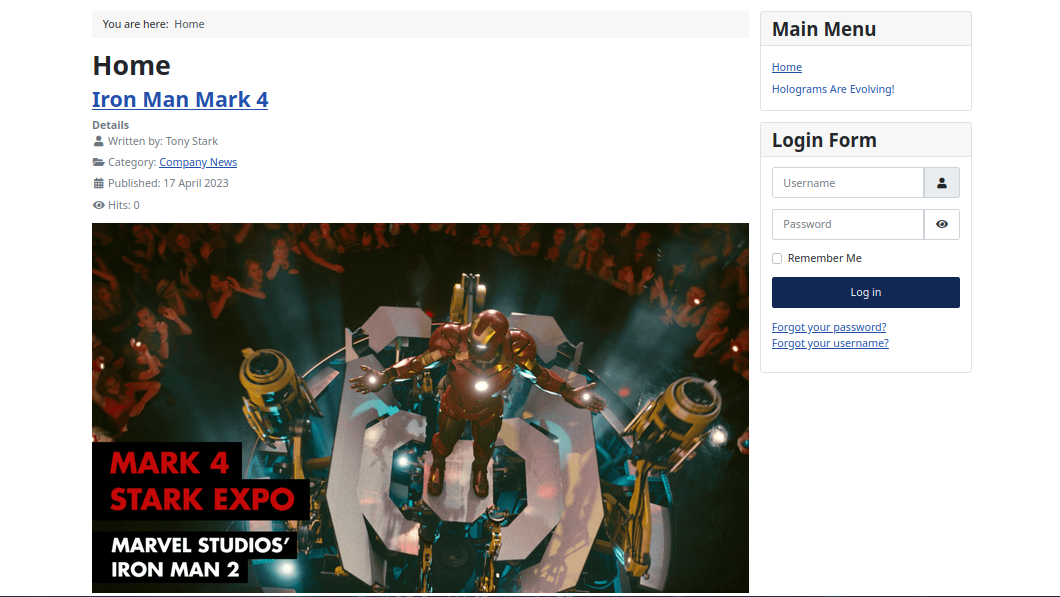 You are here: Home
Home
Iron Man Mark 4
Details
Written by: Tony Stark
Category: Company News
Published: 17 April 2023
Hits: 0
MARK 4
STARK EXPO
MARVEL STUDIOS’
IRON MAN 2
Main Menu
Home
Holograms Are Evolving!
Login Form
Username
Password
Remember Me
Log in
Forgot your password?
Forgot your username?